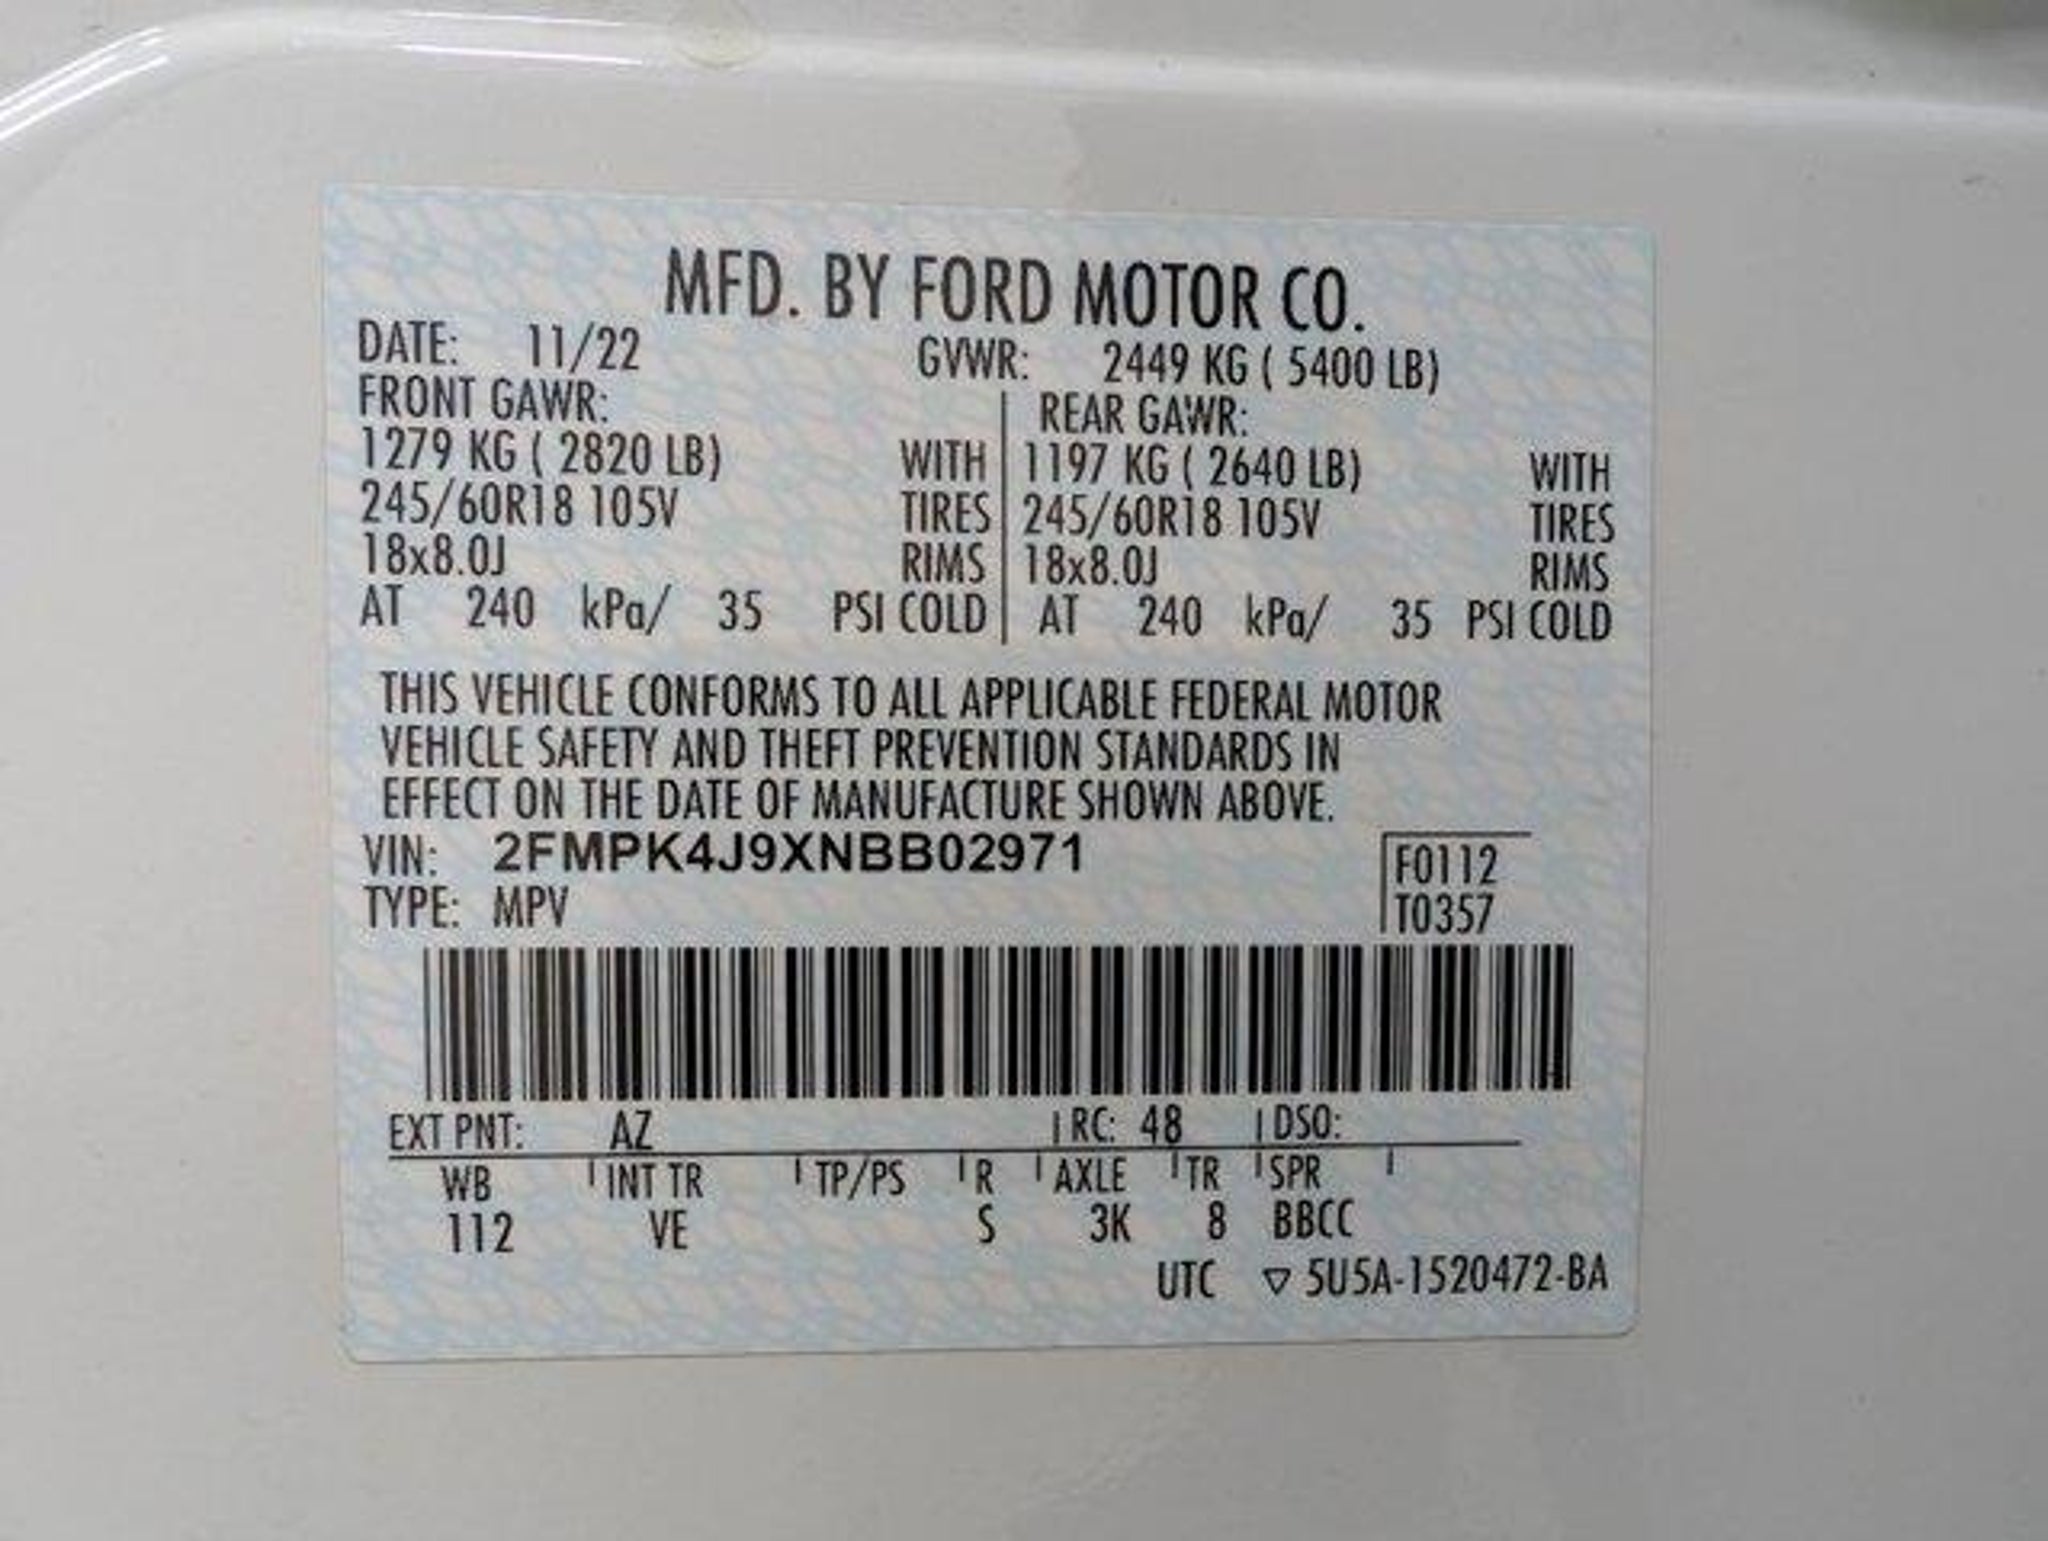 MFD. BY FORD MOTOR CO.
DATE: 11/22 GVWR: 2449 KG ( 5400 LB)
FRONT GAWR: REAR GAWR:
1279 KG ( 2820 LB) WITH 1197 KG ( 2640 LB) WITH
245/60R18 105V TIRES 245/60R18 105V TIRES
18x8.0J RIMS 18x8.0J RIMS
AT 240 kPa/ 35 PSI COLD AT 240 kPa/ 35 PSI COLD
THIS VEHICLE CONFORMS TO ALL APPLICABLE FEDERAL MOTOR
VEHICLE SAFETY AND THEFT PREVENTION STANDARDS IN
EFFECT ON THE DATE OF MANUFACTURE SHOWN ABOVE.
VIN: 2FMPK4J9XNBB02971 F0112
TYPE: MPV T0357
EXT PNT: AZ RC: 48 DSO:
WB INT TR TP/PS R AXLE TR SPR
112 VE S 3K 8 BBCC
UTC ▽ 5U5A-1520472-BA